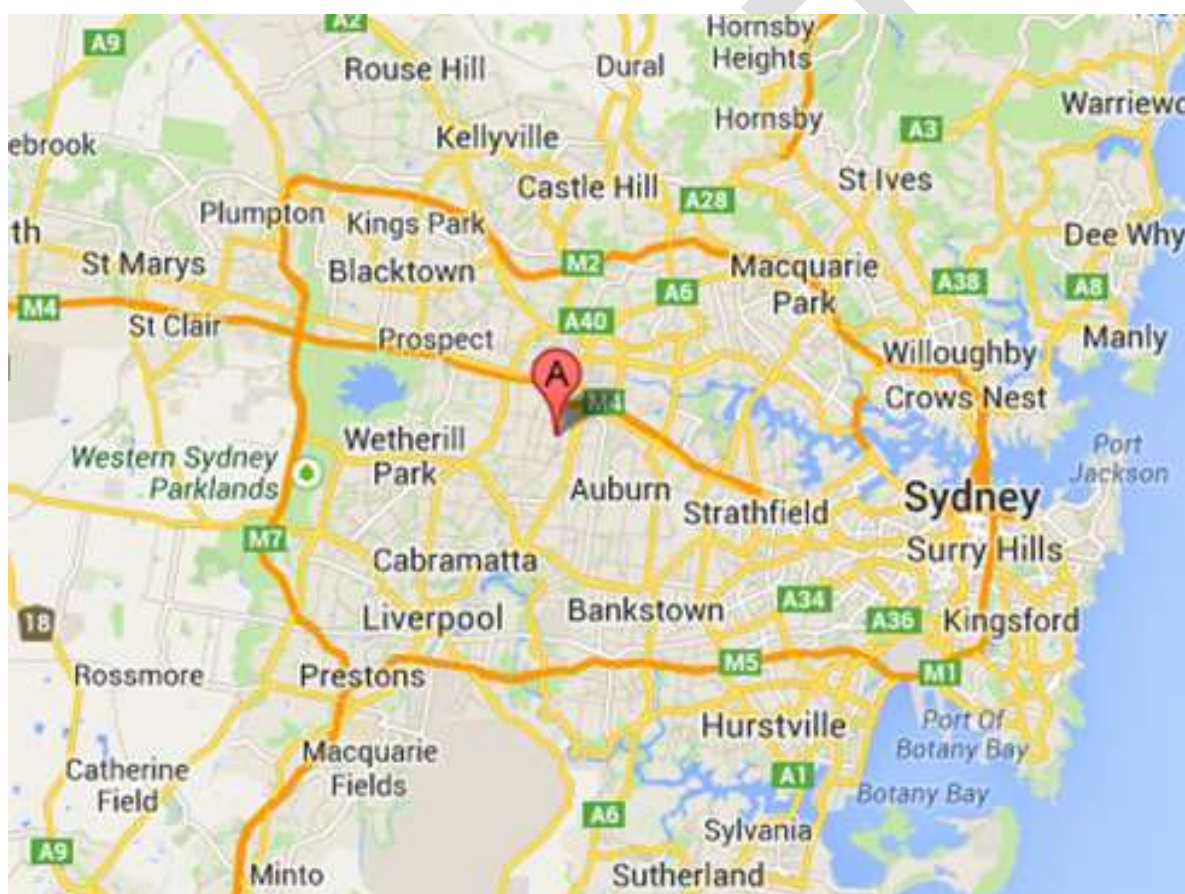 A2
Hornsby
Heights
A9
Rouse Hill
Dural
Warriewo
Hornsby
A3
Kellyville
ebrook
Castle Hill
St Ives
A28
Plumpton
Kings Park
th
Dee Why
St Marys
Blacktown
M2
Macquarie
Park
A38
A8
A6
M4
St Clair
A40
Prospect
Manly
Willoughby
A
M4
Crows Nest
Wetherill
Park
Port
Jackson
Western Sydney
Parklands
Auburn
Sydney
Strathfield
M7
Surry Hills
Cabramatta
A34
Bankstown
Liverpool
18
A36
Kingsford
M5
M1
Rossmore
Prestons
Hurstville
Port Of
Botany Bay
Macquarie
Fields
Catherine
Field
A1
Botany Bay
A6
Sylvania
A9
Minto
Sutherland